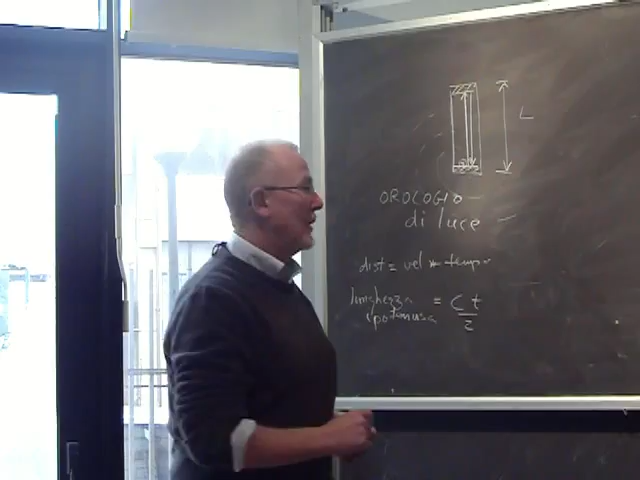 L
OROLOGIO
di luce
dist = vel * tempo
lunghezza = c t
ipotenusa 2